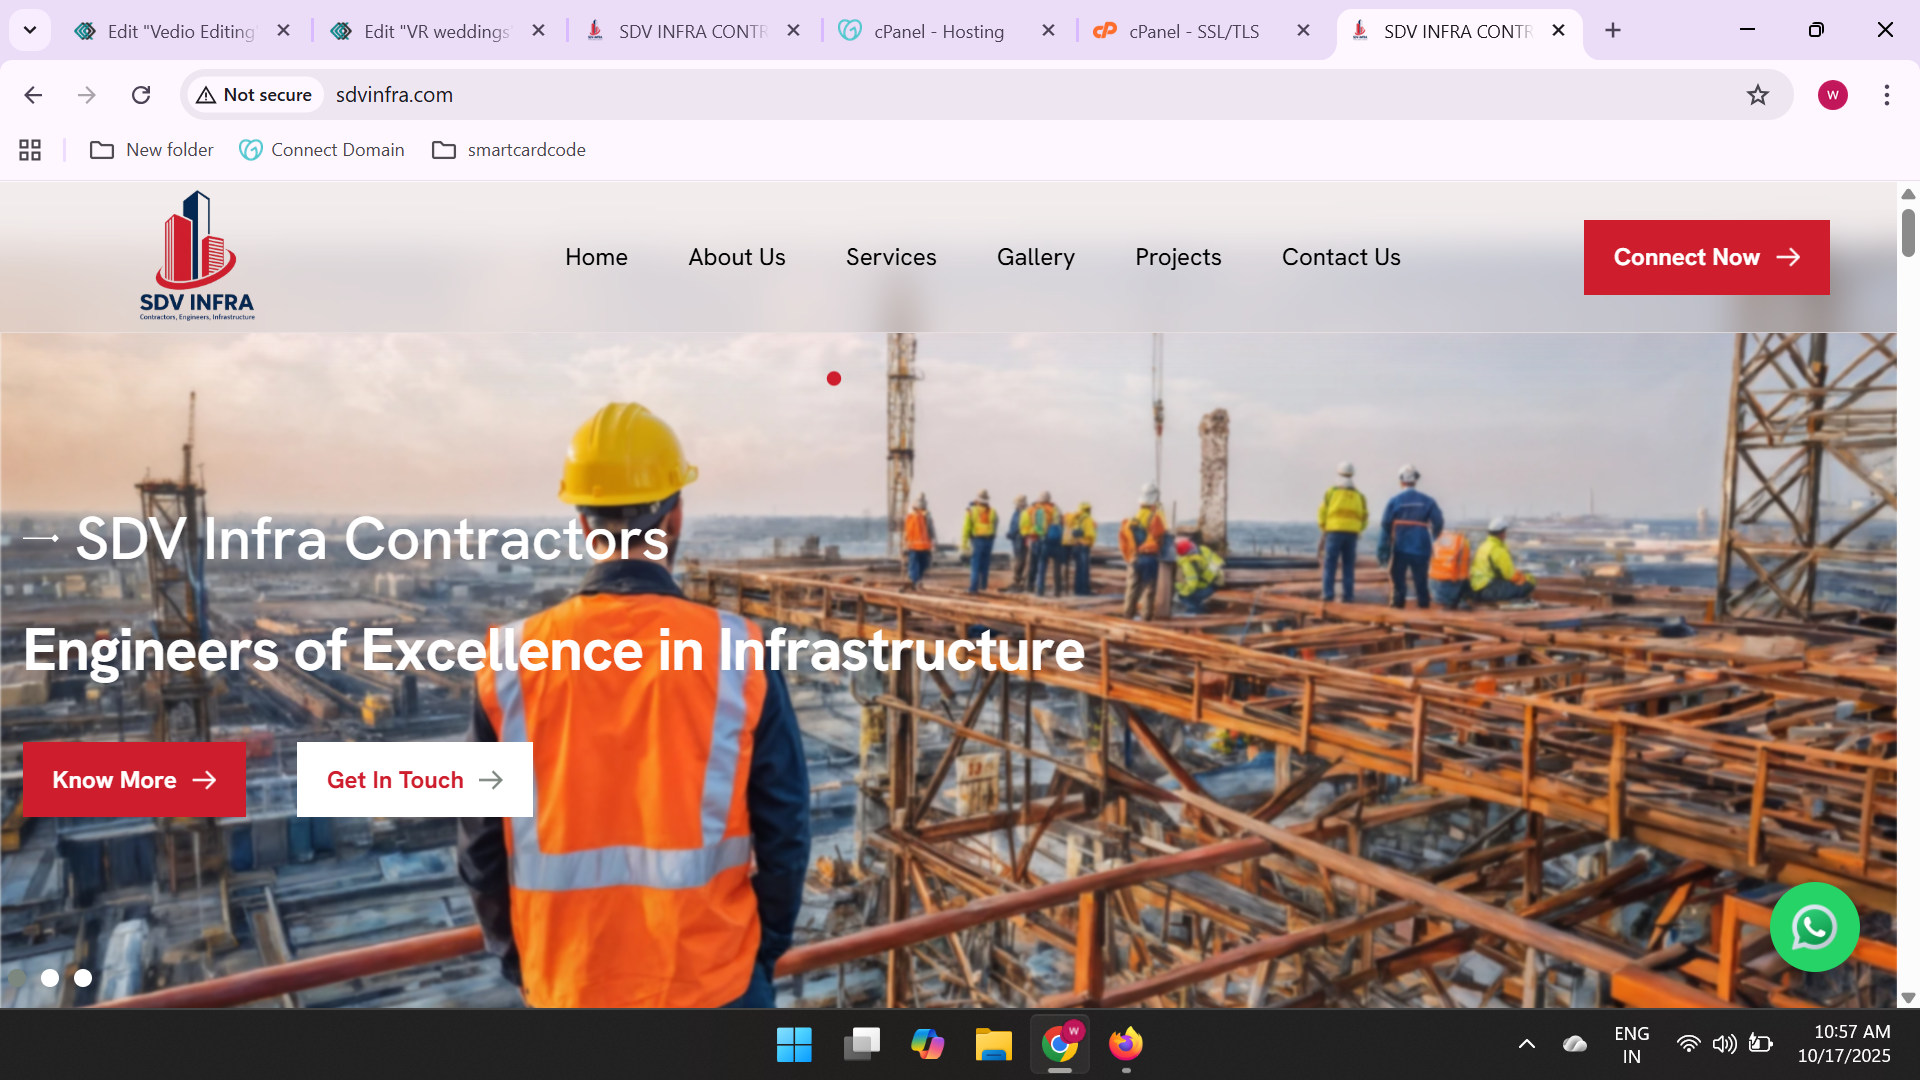 Edit "Vedio Editing"
Edit "VR weddings"
SDV INFRA CONTR
cPanel - Hosting
cPanel - SSL/TLS
SDV INFRA CONTR
Not secure
sdvinfra.com
W
New folder
Connect Domain
smartcardcode
SDV INFRA
Contractors, Engineers, Infrastructure
Home
About Us
Services
Gallery
Projects
Contact Us
Connect Now
SDV Infra Contractors
Engineers of Excellence in Infrastructure
Know More
Get In Touch
W
ENG
IN
10:57 AM
10/17/2025